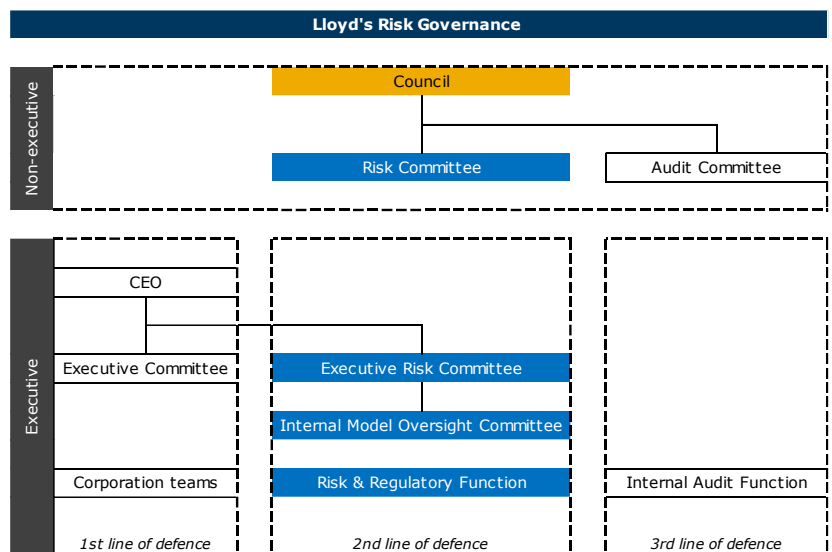 Lloyd's Risk Governance
Non-executive
Council
Risk Committee
Audit Committee
Executive
CEO
Executive Committee
Executive Risk Committee
Internal Model Oversight Committee
Corporation teams
Risk & Regulatory Function
Internal Audit Function
1st line of defence
2nd line of defence
3rd line of defence